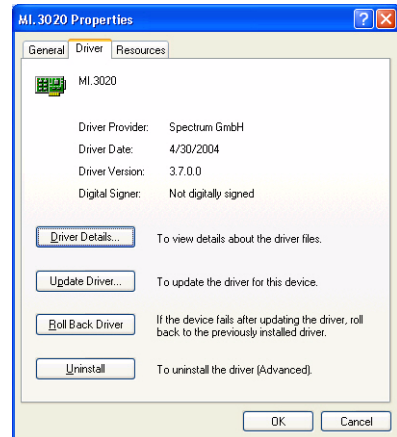 MI.3020 Properties
General Driver Resources
MI.3020
Driver Provider: Spectrum GmbH
Driver Date: 4/30/2004
Driver Version: 3.7.0.0
Digital Signer: Not digitally signed
Driver Details... To view details about the driver files.
Update Driver... To update the driver for this device.
Roll Back Driver If the device fails after updating the driver, roll
back to the previously installed driver.
Uninstall To uninstall the driver (Advanced).
OK Cancel